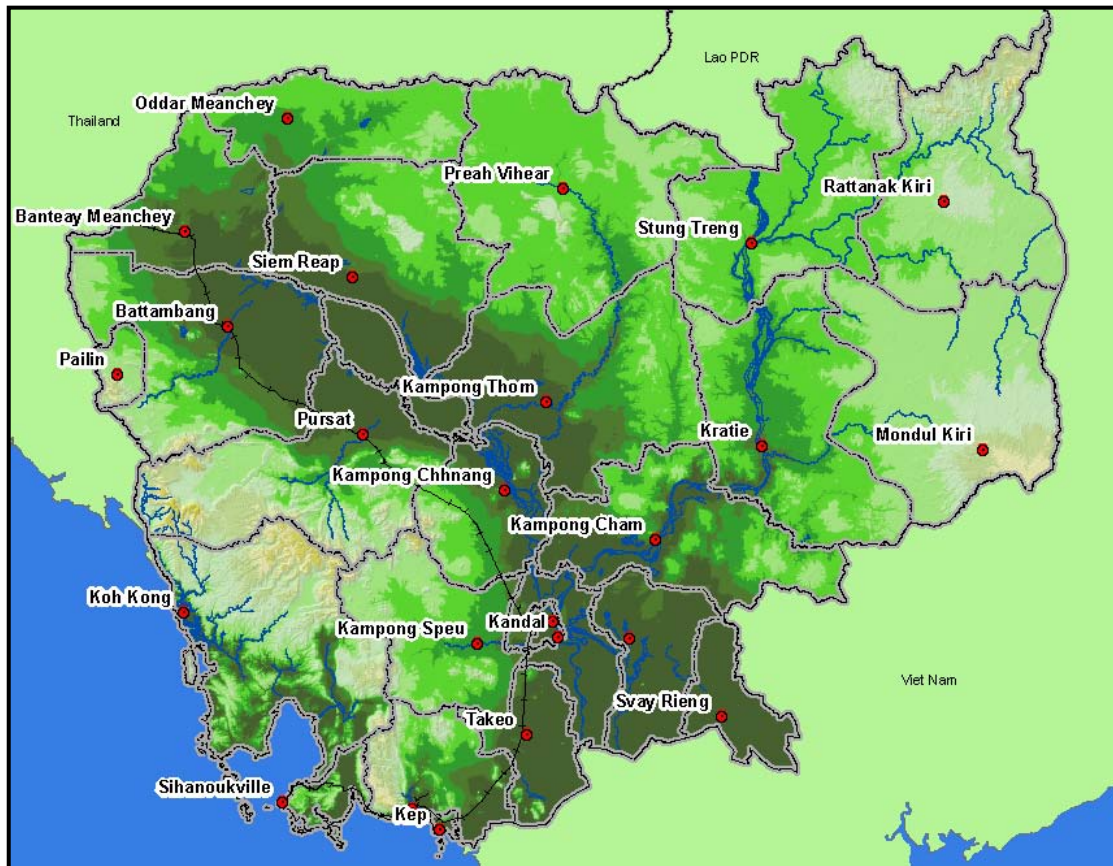 Lao PDR
Oddar Meanchey
Thailand
Preah Vihear
Rattanak Kiri
Banteay Meanchey
Stung Treng
Siem Reap
Battambang
Pailin
Kampong Thom
Pursat
Kratie
Mondul Kiri
Kampong Chhnang
Kampong Cham
Koh Kong
Kandal
Kampong Speu
Viet Nam
Svay Rieng
Takeo
Sihanoukville
Kep